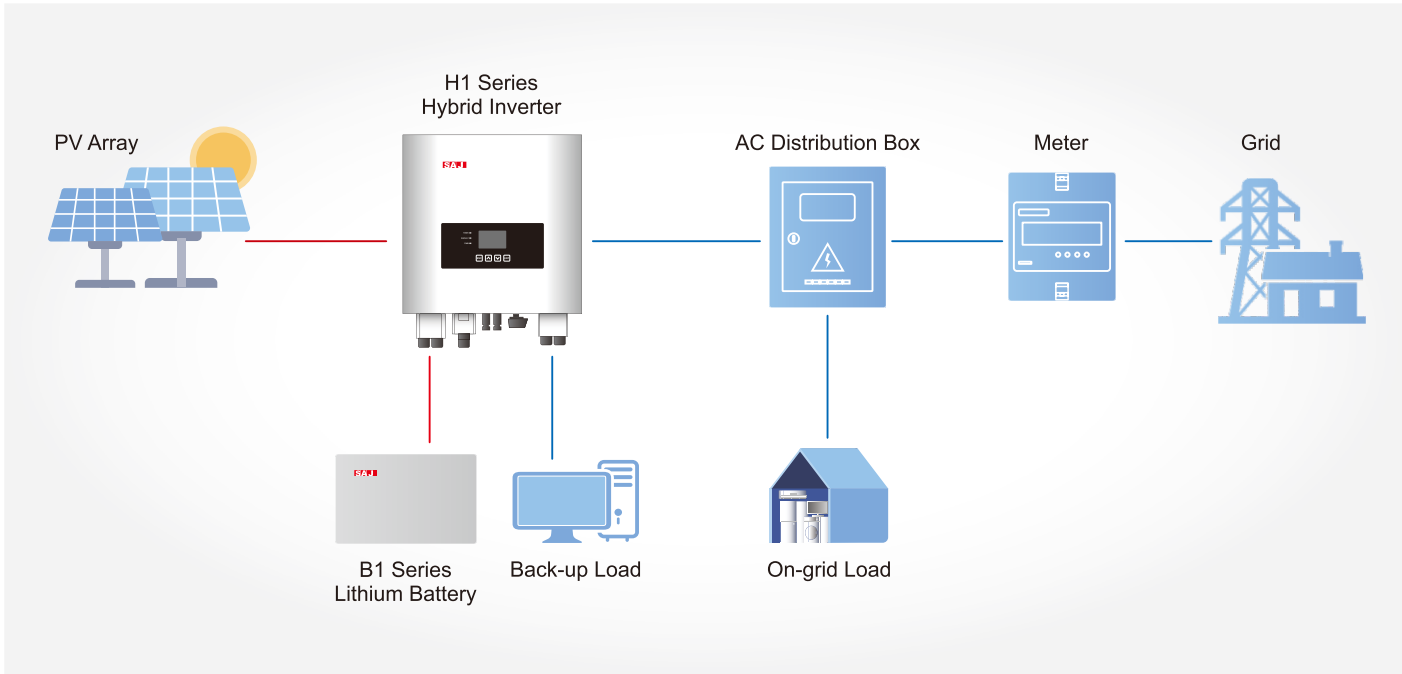 H1 Series
Hybrid Inverter
PV Array
AC Distribution Box
Meter
Grid
SAJ
SAJ
B1 Series
Lithium Battery
Back-up Load
On-grid Load